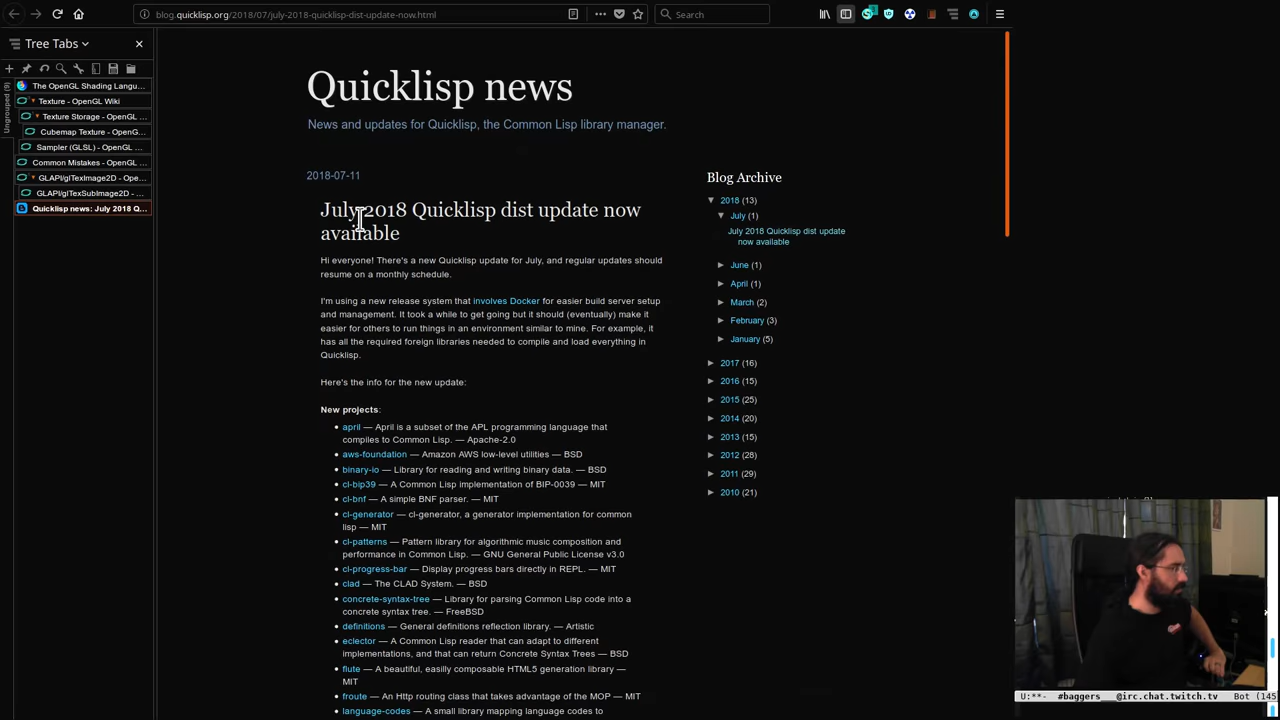 blog.quicklisp.org/2018/07/july-2018-quicklisp-dist-update-now.html
Search
Tree Tabs
Ungrouped (9)
The OpenGL Shading Langu...
Texture - OpenGL Wiki
Texture Storage - OpenGL ...
Cubemap Texture - OpenG...
Sampler (GLSL) - OpenGL ...
Common Mistakes - OpenGL ...
GLAPI/glTexImage2D - Ope...
GLAPI/glTexSubImage2D - ...
Quicklisp news: July 2018 Q...
Quicklisp news
News and updates for Quicklisp, the Common Lisp library manager.
2018-07-11
July 2018 Quicklisp dist update now
available
Hi everyone! There's a new Quicklisp update for July, and regular updates should
resume on a monthly schedule.
I'm using a new release system that involves Docker for easier build server setup
and management. It took a while to get going but it should (eventually) make it
easier for others to run things in an environment similar to mine. For example, it
has all the required foreign libraries needed to compile and load everything in
Quicklisp.
Here's the info for the new update:
New projects:
april — April is a subset of the APL programming language that
compiles to Common Lisp. — Apache-2.0
aws-foundation — Amazon AWS low-level utilities — BSD
binary-io — Library for reading and writing binary data. — BSD
cl-bip39 — A Common Lisp implementation of BIP-0039 — MIT
cl-bnf — A simple BNF parser. — MIT
cl-generator — cl-generator, a generator implementation for common
lisp — MIT
cl-patterns — Pattern library for algorithmic music composition and
performance in Common Lisp. — GNU General Public License v3.0
cl-progress-bar — Display progress bars directly in REPL. — MIT
clad — The CLAD System. — BSD
concrete-syntax-tree — Library for parsing Common Lisp code into a
concrete syntax tree. — FreeBSD
definitions — General definitions reflection library. — Artistic
eclector — A Common Lisp reader that can adapt to different
implementations, and that can return Concrete Syntax Trees — BSD
flute — A beautiful, easilly composable HTML5 generation library —
MIT
froute — An Http routing class that takes advantage of the MOP — MIT
language-codes — A small library mapping language codes to
Blog Archive
▼ 2018 (13)
▼ July (1)
July 2018 Quicklisp dist update
now available
► June (1)
► April (1)
► March (2)
► February (3)
► January (5)
► 2017 (16)
► 2016 (15)
► 2015 (25)
► 2014 (20)
► 2013 (15)
► 2012 (28)
► 2011 (29)
► 2010 (21)
U:**- #baggers___@irc.chat.twitch.tv Bot (145